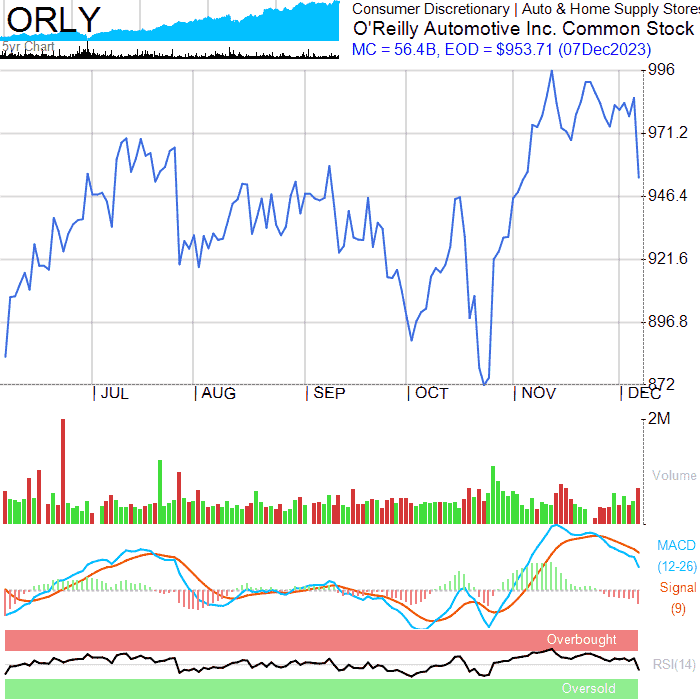 ORLY
5yr Chart
Consumer Discretionary | Auto & Home Supply Stores
O'Reilly Automotive Inc. Common Stock
MC = 56.4B, EOD = $953.71 (07Dec2023)
996
971.2
946.4
921.6
896.8
872
JUL AUG SEP OCT NOV DEC
2M
Volume
MACD
(12-26)
Signal
(9)
Overbought
RSI(14)
Oversold